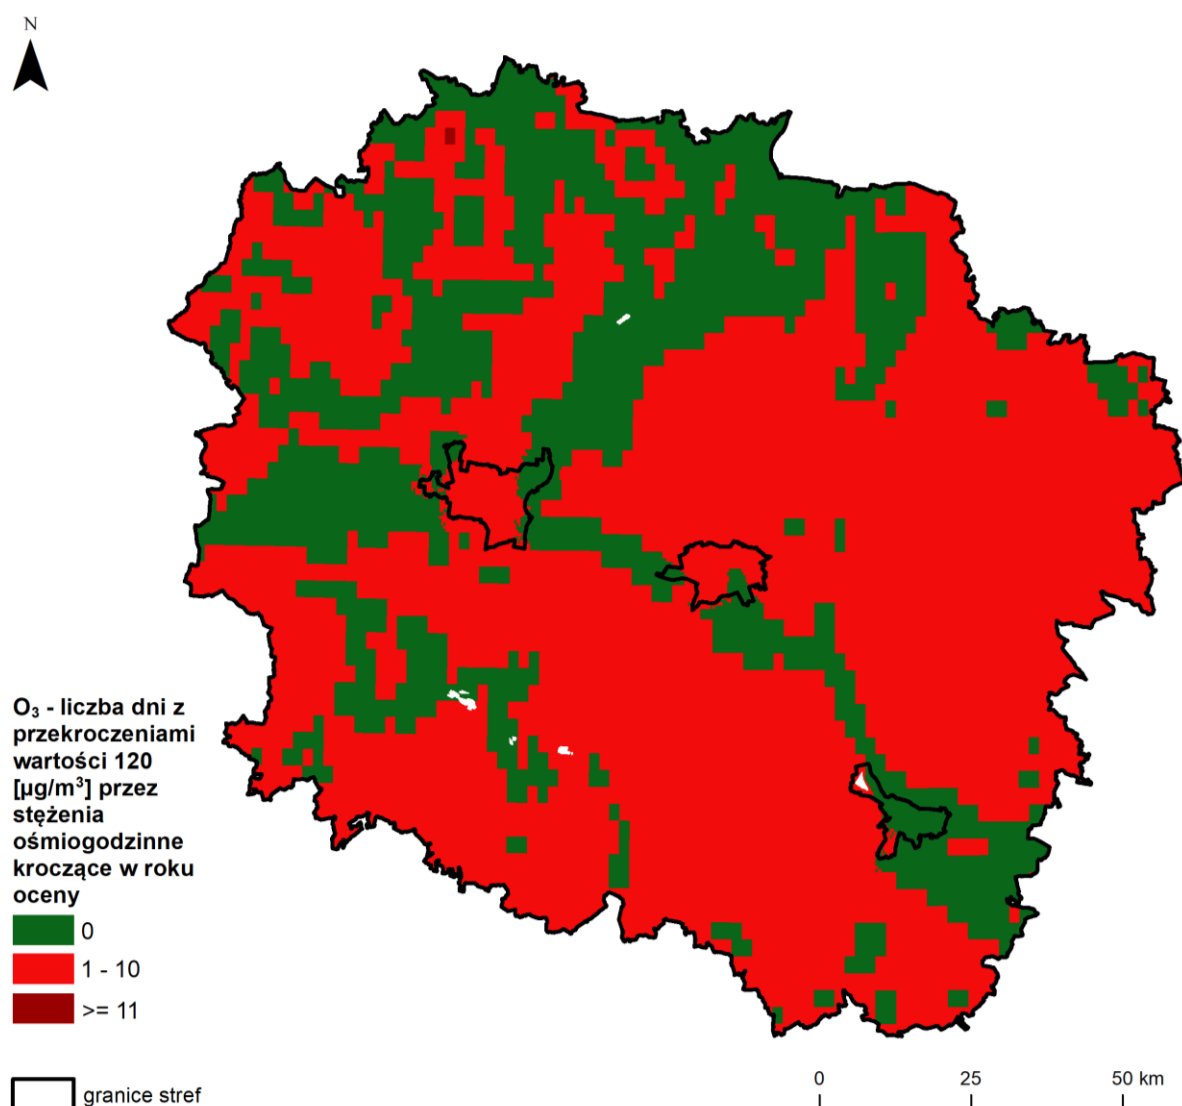 N
O₃ - liczba dni z
przekroczeniami
wartości 120
[µg/m³] przez
stężenia
ośmiogodzinne
kroczące w roku
oceny
0
1 - 10
>= 11
granice stref
0 25 50 km